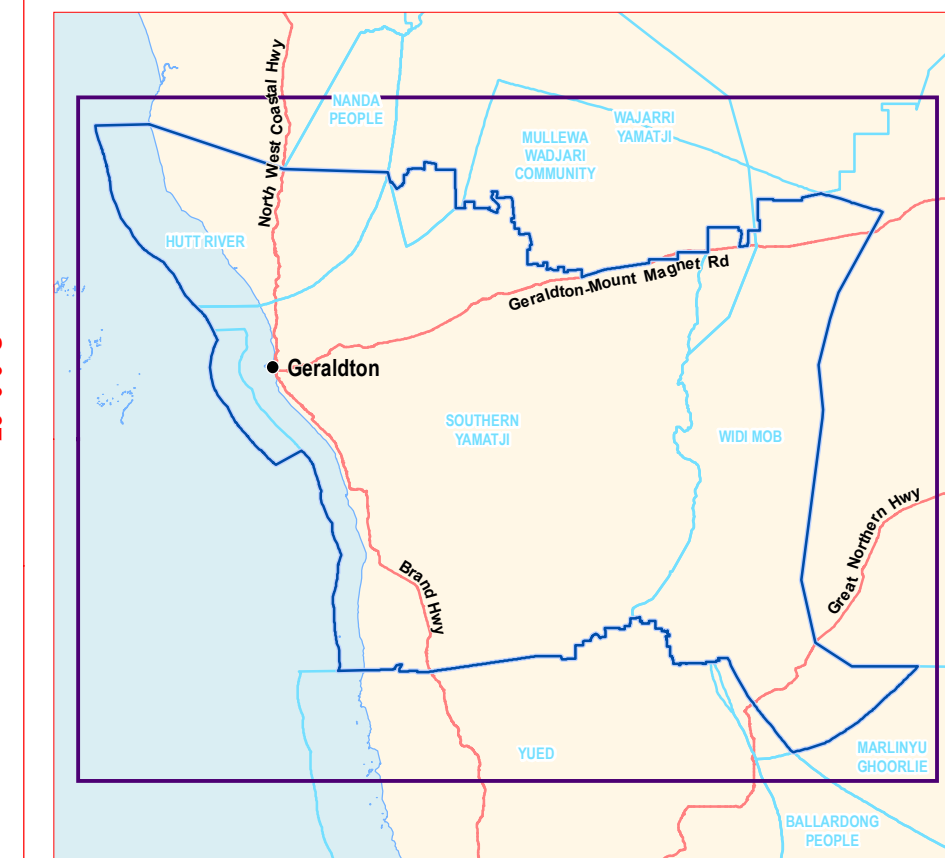 North West Coastal Hwy
NANDA
PEOPLE
WAJARRI
YAMATJI
MULLEWA
WADJARI
COMMUNITY
HUTT RIVER
Geraldton-Mount Magnet Rd
Geraldton
SOUTHERN
YAMATJI
WIDI MOB
Great Northern Hwy
Brand Hwy
YUED
MARLINYU
GHOORLIE
BALLARDONG
PEOPLE